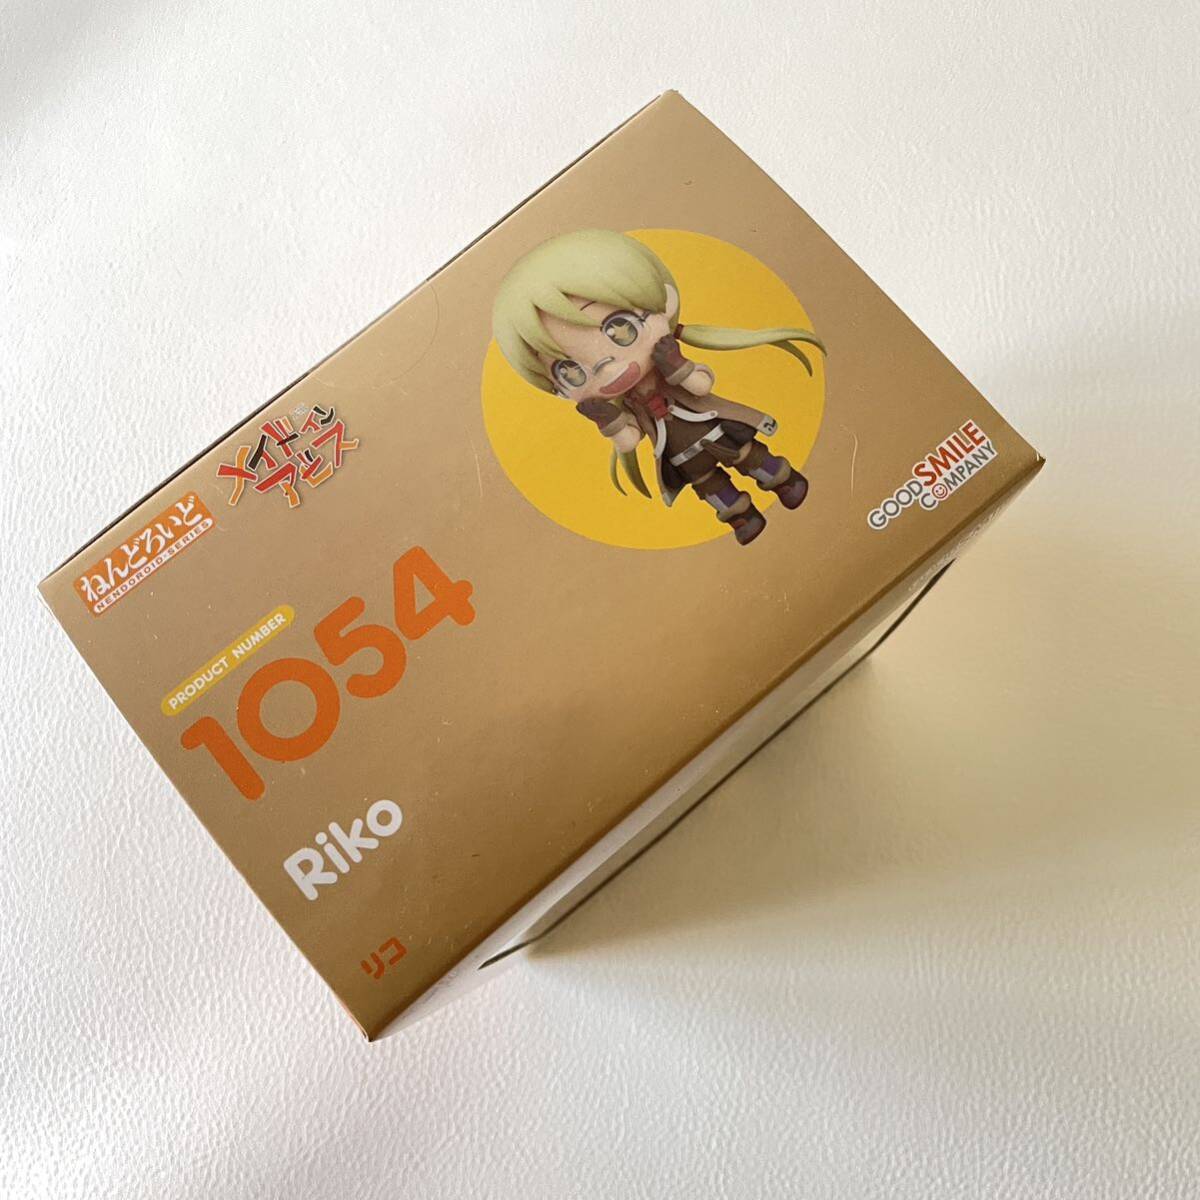 ねんどろいど
NENDOROID・SERIES
メイドイン
アビス
PRODUCT NUMBER
1054
Riko
リコ
GOOD SMILE
COMPANY